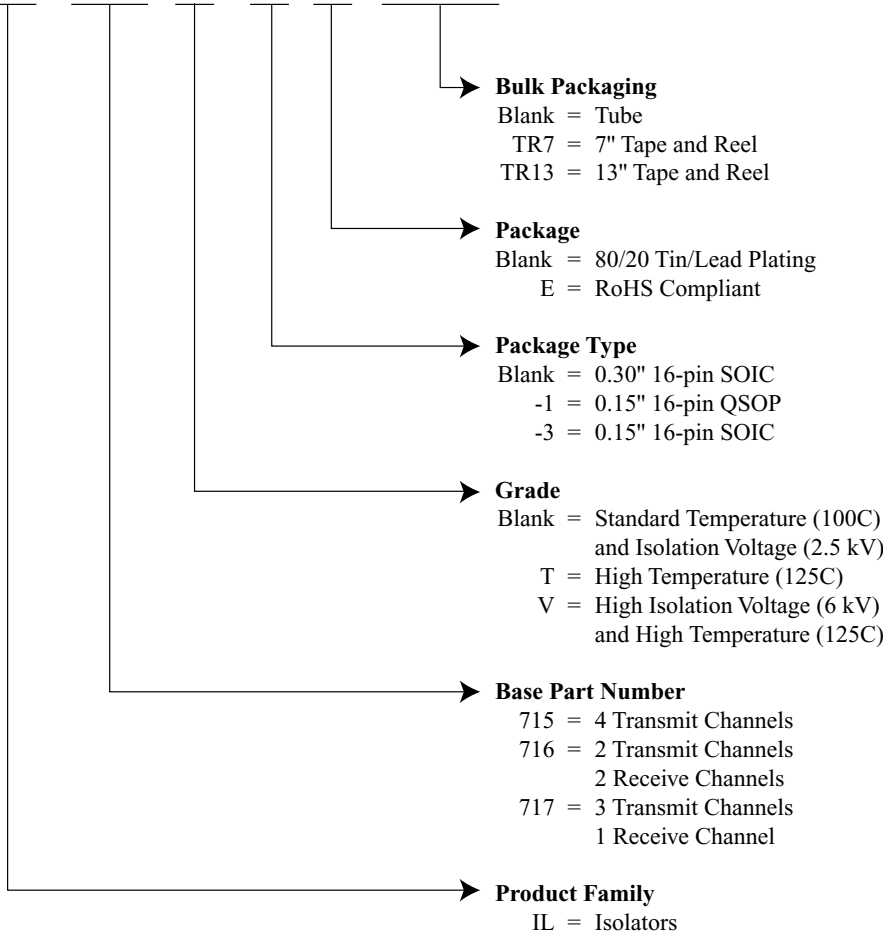 Bulk Packaging
Blank = Tube
TR7 = 7" Tape and Reel
TR13 = 13" Tape and Reel
Package
Blank = 80/20 Tin/Lead Plating
E = RoHS Compliant
Package Type
Blank = 0.30" 16-pin SOIC
-1 = 0.15" 16-pin QSOP
-3 = 0.15" 16-pin SOIC
Grade
Blank = Standard Temperature (100C)
and Isolation Voltage (2.5 kV)
T = High Temperature (125C)
V = High Isolation Voltage (6 kV)
and High Temperature (125C)
Base Part Number
715 = 4 Transmit Channels
716 = 2 Transmit Channels
2 Receive Channels
717 = 3 Transmit Channels
1 Receive Channel
Product Family
IL = Isolators